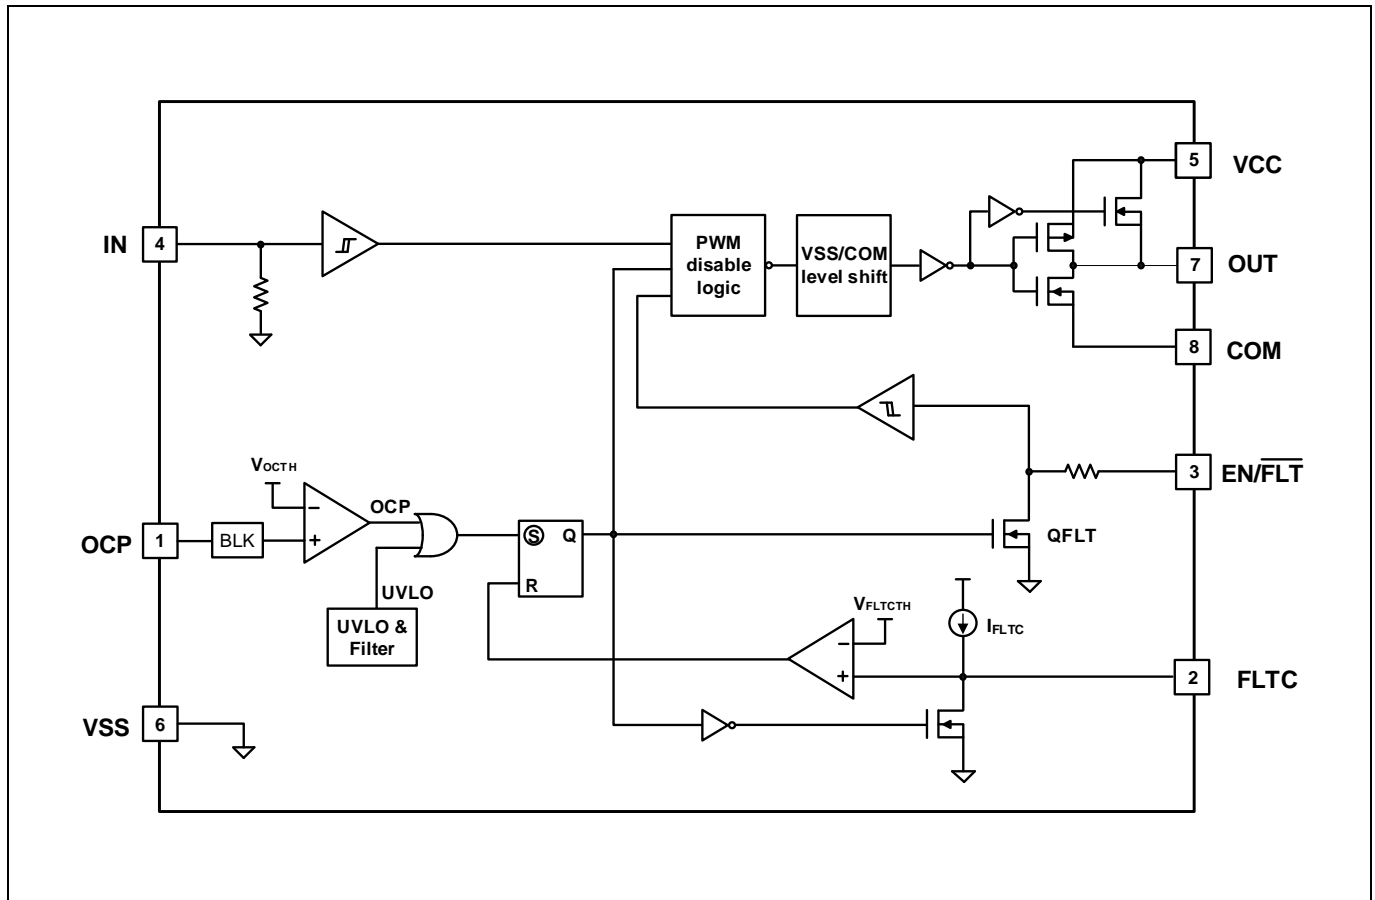 5
VCC
IN
4
PWM
disable
logic
VSS/COM
level shift
7
OUT
8
COM
3
EN/FLT
VOCTH
OCP
−
+
OCP
1
BLK
S
Q
R
QFLT
UVLO
UVLO &
Filter
VFLTCTH
−
+
IFLTC
2
FLTC
VSS
6